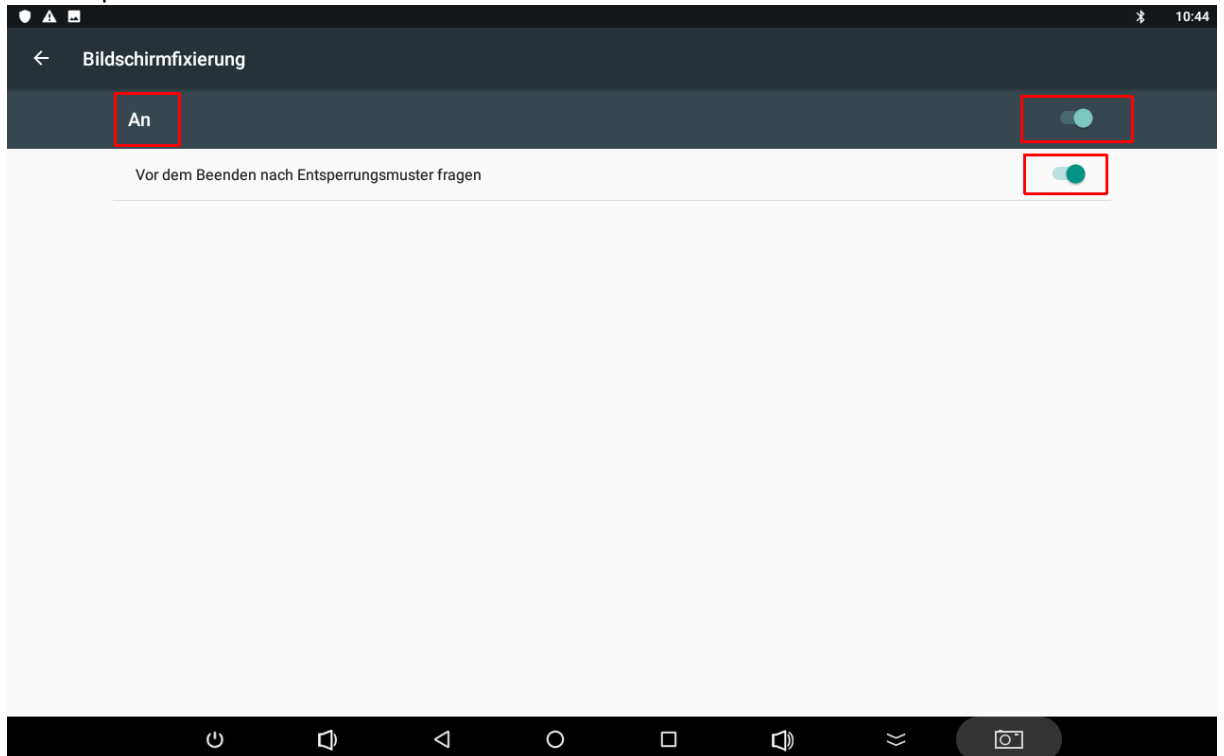 10:44
Bildschirmfixierung
An
Vor dem Beenden nach Entsperrungsmuster fragen